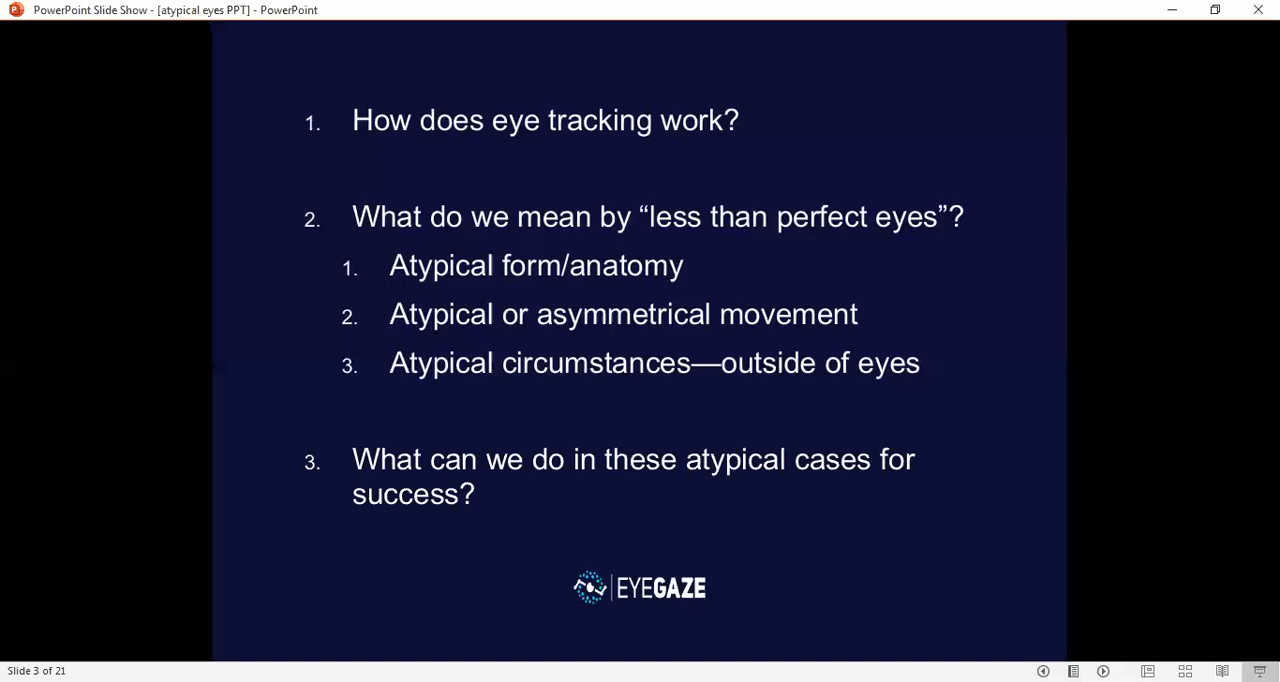 PowerPoint Slide Show - [atypical eyes PPT] - PowerPoint
1. How does eye tracking work?
2. What do we mean by “less than perfect eyes”?
1. Atypical form/anatomy
2. Atypical or asymmetrical movement
3. Atypical circumstances—outside of eyes
3. What can we do in these atypical cases for
success?
EYEGAZE
Slide 3 of 21